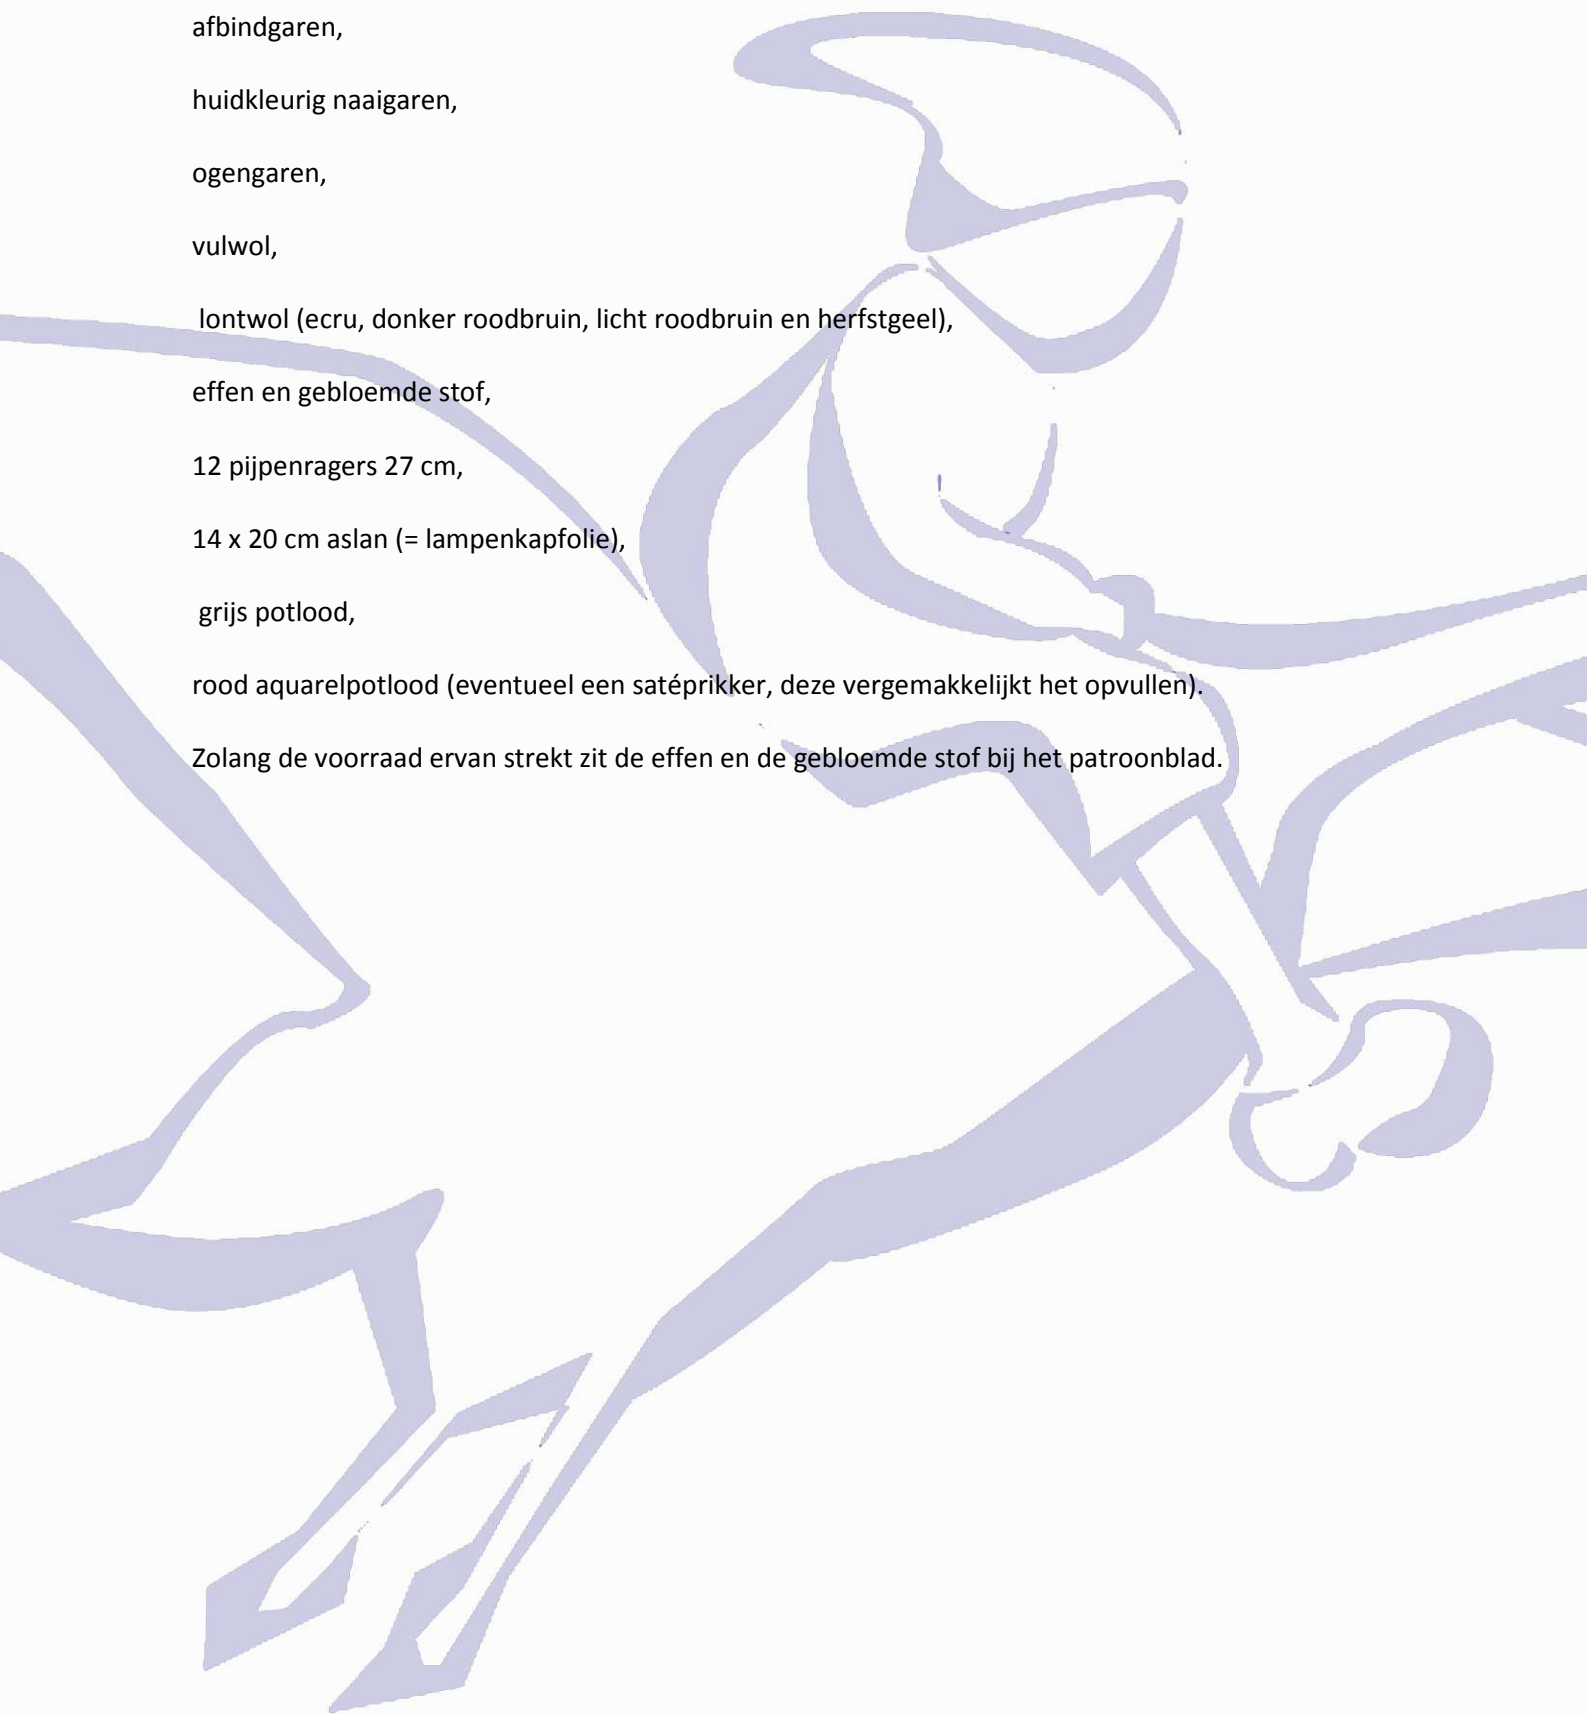 afbindgaren,
huidkleurig naaigaren,
ogengaren,
vulwol,
lontwol (ecru, donker roodbruin, licht roodbruin en herfstgeel),
effen en gebloemde stof,
12 pijpenragers 27 cm,
14 x 20 cm aslan (= lampenkapfolie),
grijs potlood,
rood aquarelpotlood (eventueel een satéprikker, deze vergemakkelijkt het opvullen).
Zolang de voorraad ervan strekt zit de effen en de gebloemde stof bij het patroonblad.